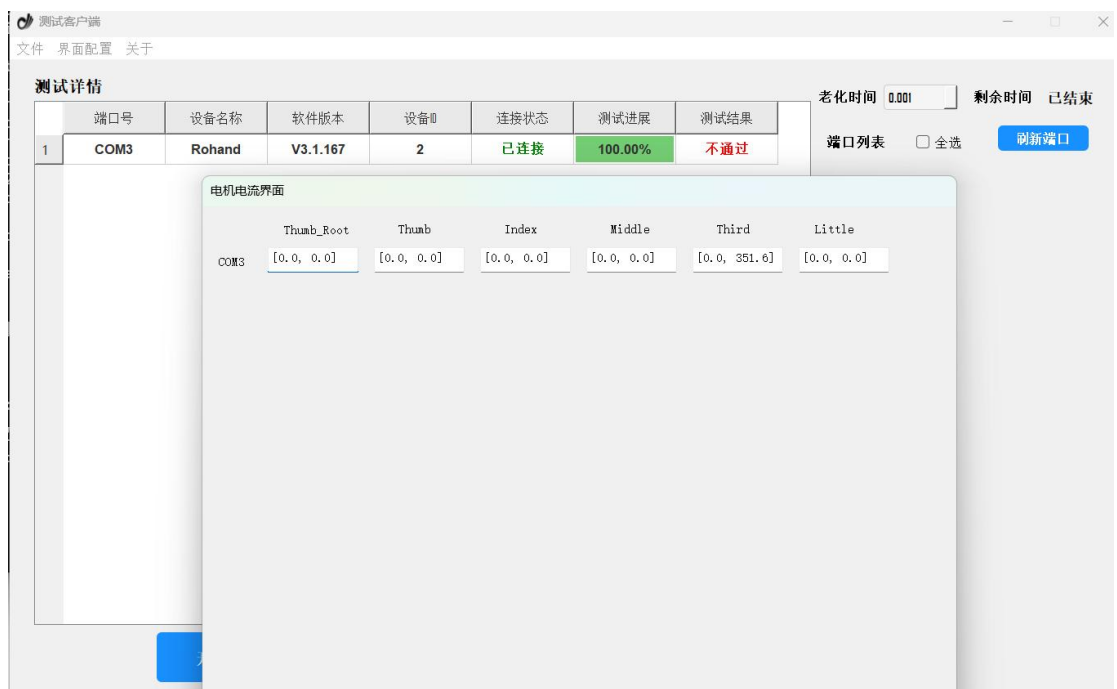 测试客户端
文件 界面配置 关于
测试详情
老化时间 0.001 剩余时间 已结束
端口号 设备名称 软件版本 设备ID 连接状态 测试进展 测试结果
端口列表 全选 刷新端口
1 COM3 Rohand V3.1.167 2 已连接 100.00% 不通过
电机电流界面
Thumb_Root Thumb Index Middle Third Little
COM3 [0.0, 0.0] [0.0, 0.0] [0.0, 0.0] [0.0, 0.0] [0.0, 351.6] [0.0, 0.0]